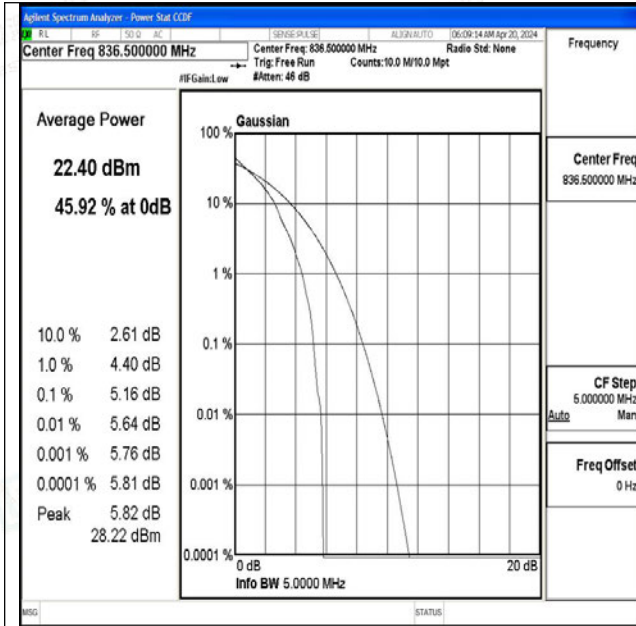 Agilent Spectrum Analyzer - Power Stat CCDF
RL RF 50 Ω AC SENSE:PULSE ALIGNAUTO 06:09:14 AM Apr 20, 2024
Center Freq 836.500000 MHz
Center Freq: 836.500000 MHz Radio Std: None
Trig: Free Run Counts:10.0 M/10.0 Mpt
#IFGain:Low #Atten: 46 dB
Average Power
22.40 dBm
45.92 % at 0dB
10.0 % 2.61 dB
1.0 % 4.40 dB
0.1 % 5.16 dB
0.01 % 5.64 dB
0.001 % 5.76 dB
0.0001 % 5.81 dB
Peak 5.82 dB
28.22 dBm
Gaussian
100 %
10 %
1 %
0.1 %
0.01 %
0.001 %
0.0001 %
0 dB 20 dB
Info BW 5.0000 MHz
Frequency
Center Freq
836.500000 MHz
CF Step
5.000000 MHz
Auto Man
Freq Offset
0 Hz
MSG STATUS